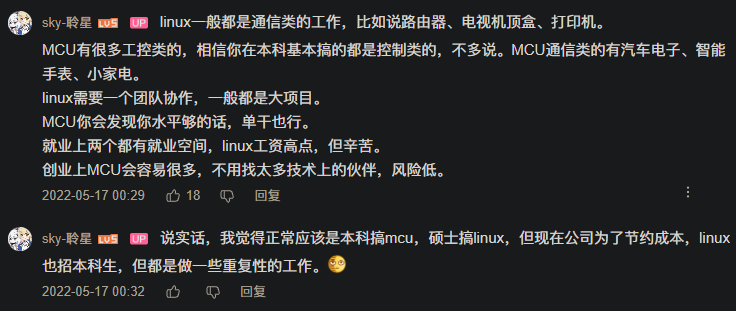 sky-聆星 LV5 UP linux一般都是通信类的工作，比如说路由器、电视机顶盒、打印机。
MCU有很多工控类的，相信你在本科基本搞的都是控制类的，不多说。MCU通信类的有汽车电子、智能
手表、小家电。
linux需要一个团队协作，一般都是大项目。
MCU你会发现你水平够的话，单干也行。
就业上两个都有就业空间，linux工资高点，但辛苦。
创业上MCU会容易很多，不用找太多技术上的伙伴，风险低。
2022-05-17 00:29 18 回复
sky-聆星 LV5 UP 说实话，我觉得正常应该是本科搞mcu，硕士搞linux，但现在公司为了节约成本，linux
也招本科生，但都是做一些重复性的工作。🧐
2022-05-17 00:32 回复